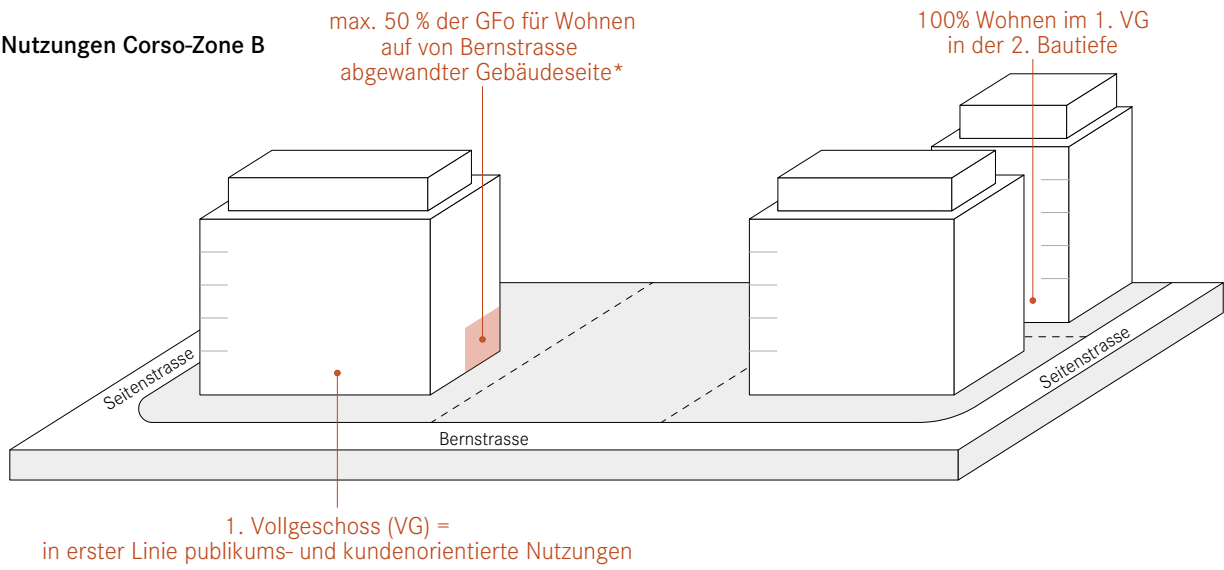 Nutzungen Corso-Zone B
max. 50 % der GFo für Wohnen
auf von Bernstrasse
abgewandter Gebäudeseite*
100% Wohnen im 1. VG
in der 2. Bautiefe
Seitenstrasse
Seitenstrasse
Bernstrasse
1. Vollgeschoss (VG) =
in erster Linie publikums- und kundenorientierte Nutzungen